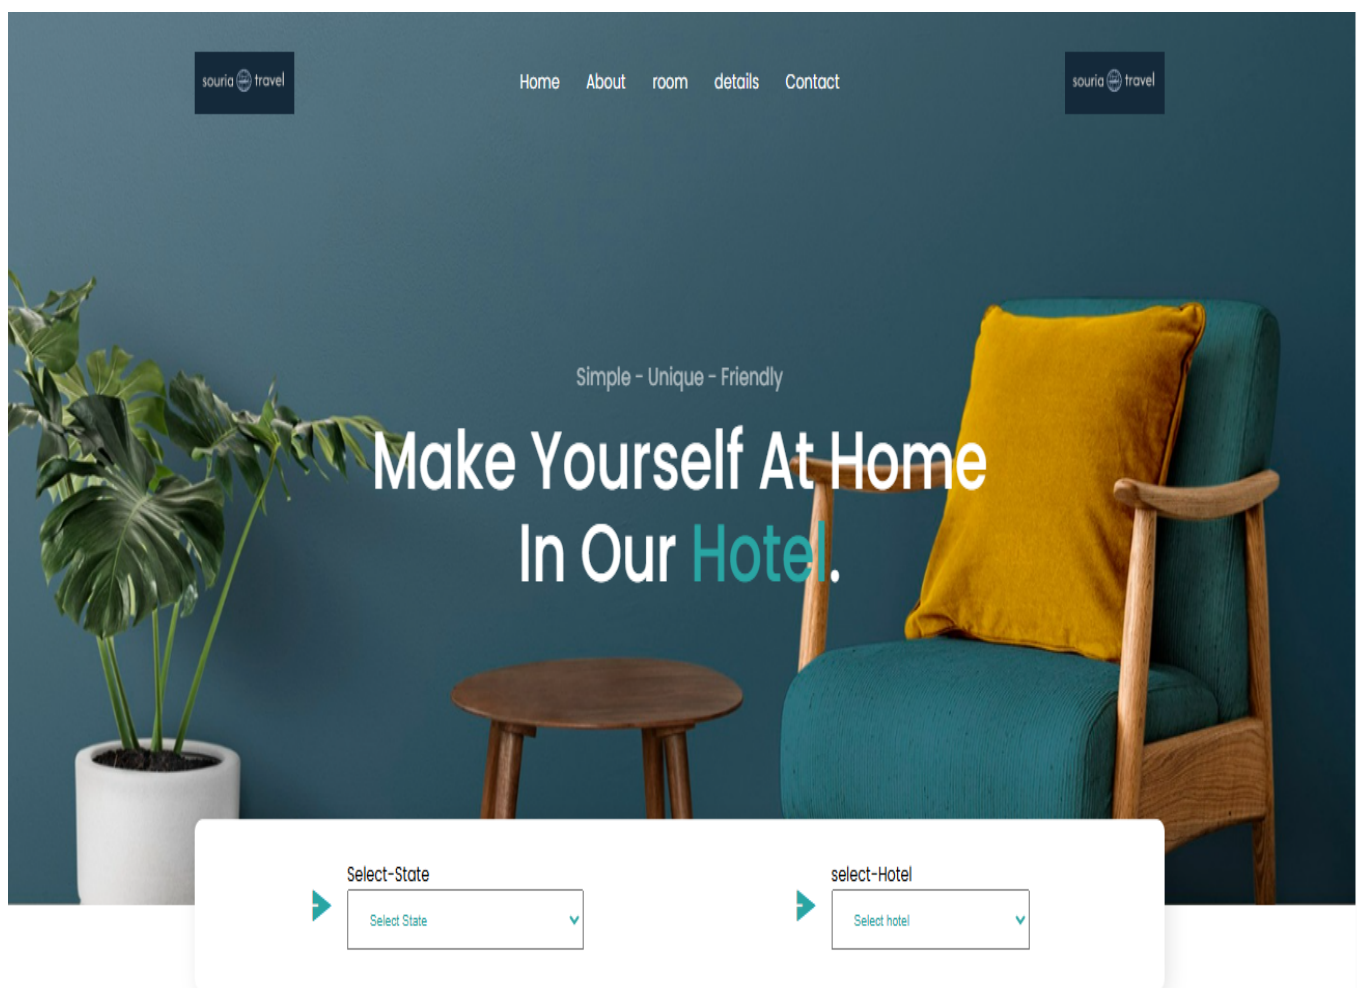 souria travel
Home About room details Contact
souria travel
Simple - Unique - Friendly
Make Yourself At Home
In Our Hotel.
Select-State
Select State
select-Hotel
Select hotel